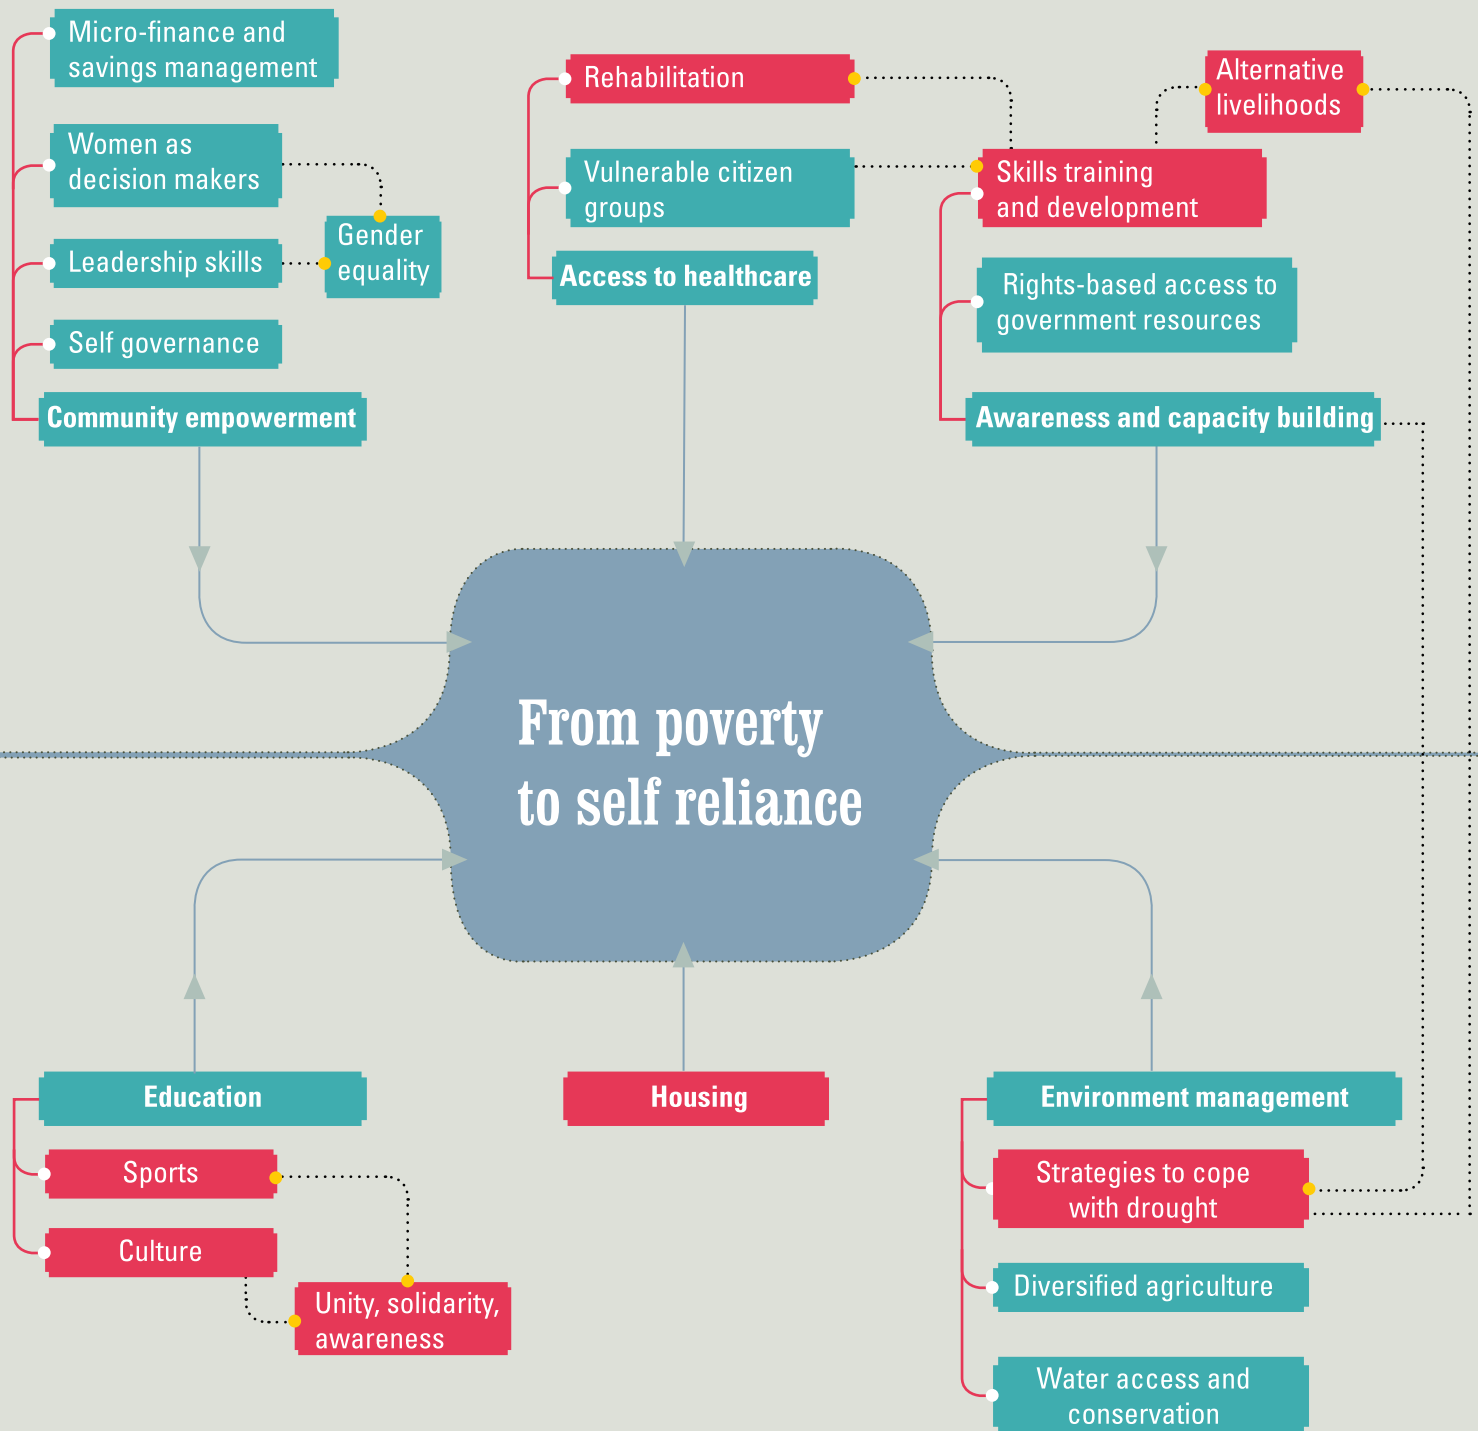 Micro-finance and
savings management
Women as
decision makers
Gender
equality
Leadership skills
Self governance
Community empowerment
Rehabilitation
Vulnerable citizen
groups
Access to healthcare
Alternative
livelihoods
Skills training
and development
Rights-based access to
government resources
Awareness and capacity building
From poverty
to self reliance
Education
Sports
Culture
Unity, solidarity,
awareness
Housing
Environment management
Strategies to cope
with drought
Diversified agriculture
Water access and
conservation